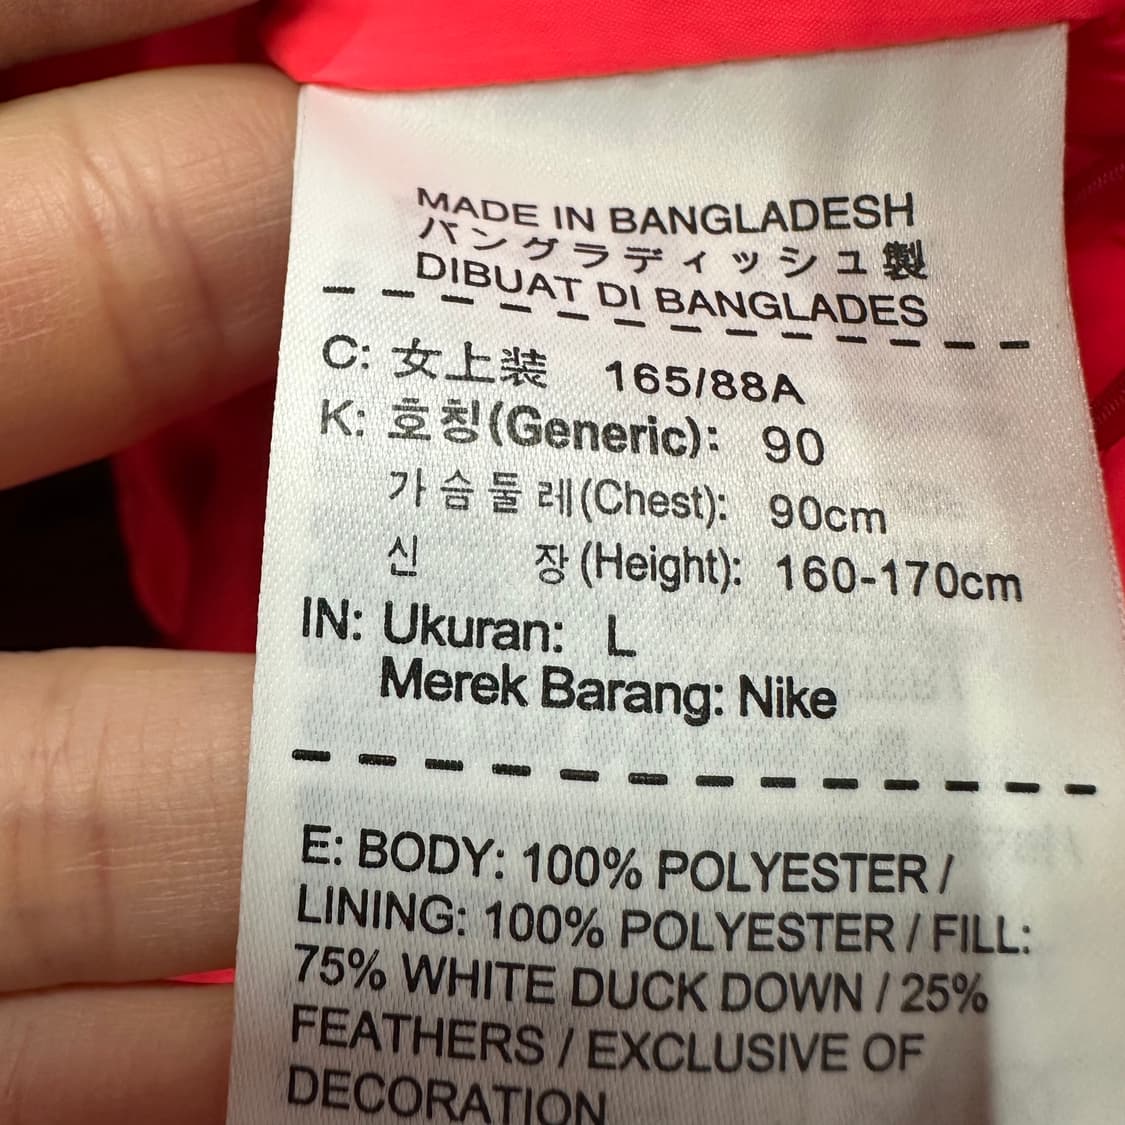 MADE IN BANGLADESH
バングラディッシュ製
DIBUAT DI BANGLADES
C: 女上装 165/88A
K: 호칭(Generic): 90
가슴둘레(Chest): 90cm
신 장(Height): 160-170cm
IN: Ukuran: L
Merek Barang: Nike
E: BODY: 100% POLYESTER /
LINING: 100% POLYESTER / FILL:
75% WHITE DUCK DOWN / 25%
FEATHERS / EXCLUSIVE OF
DECORATION